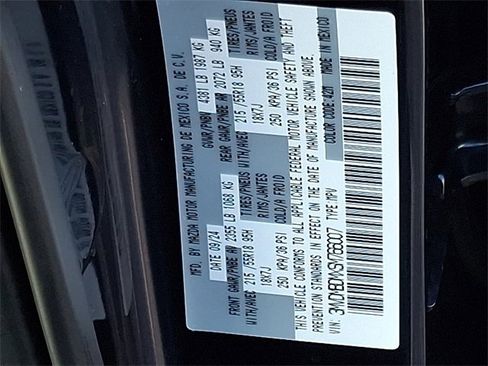 MFD. BY MAZDA MOTOR MANUFACTURING DE MEXICO S.A. DE C.V.
DATE 09/24 GVWR/PNBV 4381 LB 1987 KG
FRONT GAWR/PNBE AV 2355 LB 1068 KG REAR GAWR/PNBE AR 2072 LB 940 KG
TIRES/PNEUS TIRES/PNEUS
WITH/AVEC 215/55R18 95H WITH/AVEC 215/55R18 95H
RIMS/JANTES RIMS/JANTES
18X7J 18X7J
COLD/A FROID COLD/A FROID
250 KPA/36 PSI 250 KPA/36 PSI
THIS VEHICLE CONFORMS TO ALL APPLICABLE FEDERAL MOTOR VEHICLE SAFETY AND THEFT
PREVENTION STANDARDS IN EFFECT ON THE DATE OF MANUFACTURE SHOWN ABOVE.
VIN: TYPE: MPV MADE IN MEXICO
COLOR CODE: 42M